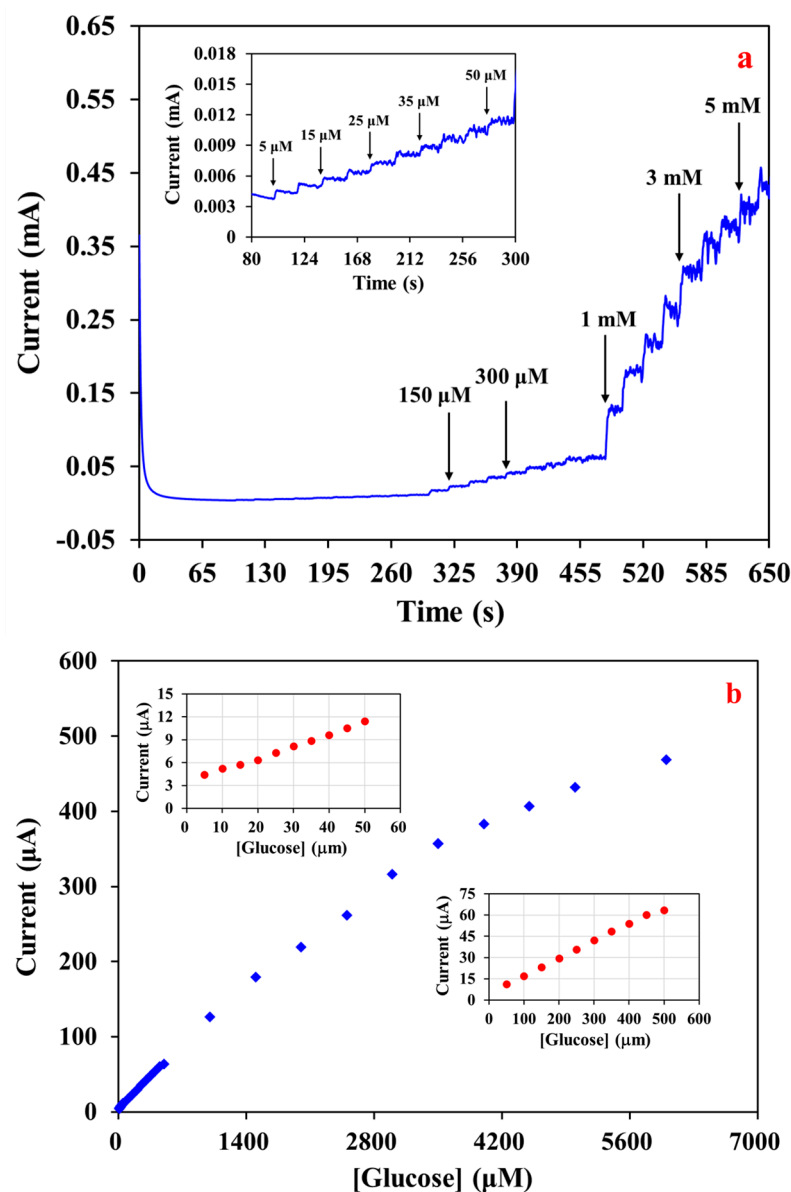 a
0.65
0.55
0.45
0.35
0.25
0.15
0.05
-0.05
Current (mA)
0 65 130 195 260 325 390 455 520 585 650
Time (s)
150 µM
300 µM
1 mM
3 mM
5 mM
0.018
0.015
0.012
0.009
0.006
0.003
0
Current (mA)
80 124 168 212 256 300
Time (s)
5 µM
15 µM
25 µM
35 µM
50 µM
b
600
500
400
300
200
100
0
Current (µA)
0 1400 2800 4200 5600 7000
[Glucose] (µM)
15
12
9
6
3
0
Current (µA)
0 10 20 30 40 50 60
[Glucose] (µm)
75
60
45
30
15
0
Current (µA)
0 100 200 300 400 500 600
[Glucose] (µm)